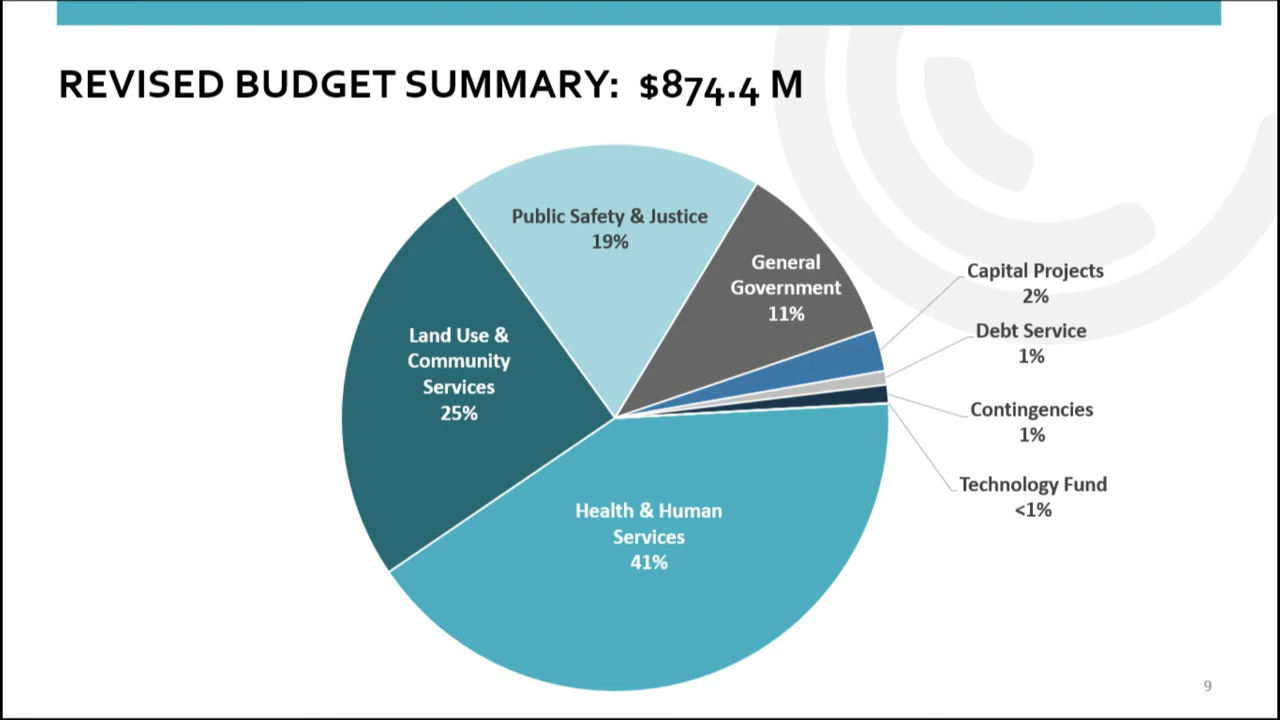 REVISED BUDGET SUMMARY: $874.4 M
Public Safety & Justice
19%
General
Government
11%
Capital Projects
2%
Debt Service
1%
Land Use &
Community
Services
25%
Contingencies
1%
Technology Fund
<1%
Health & Human
Services
41%
9